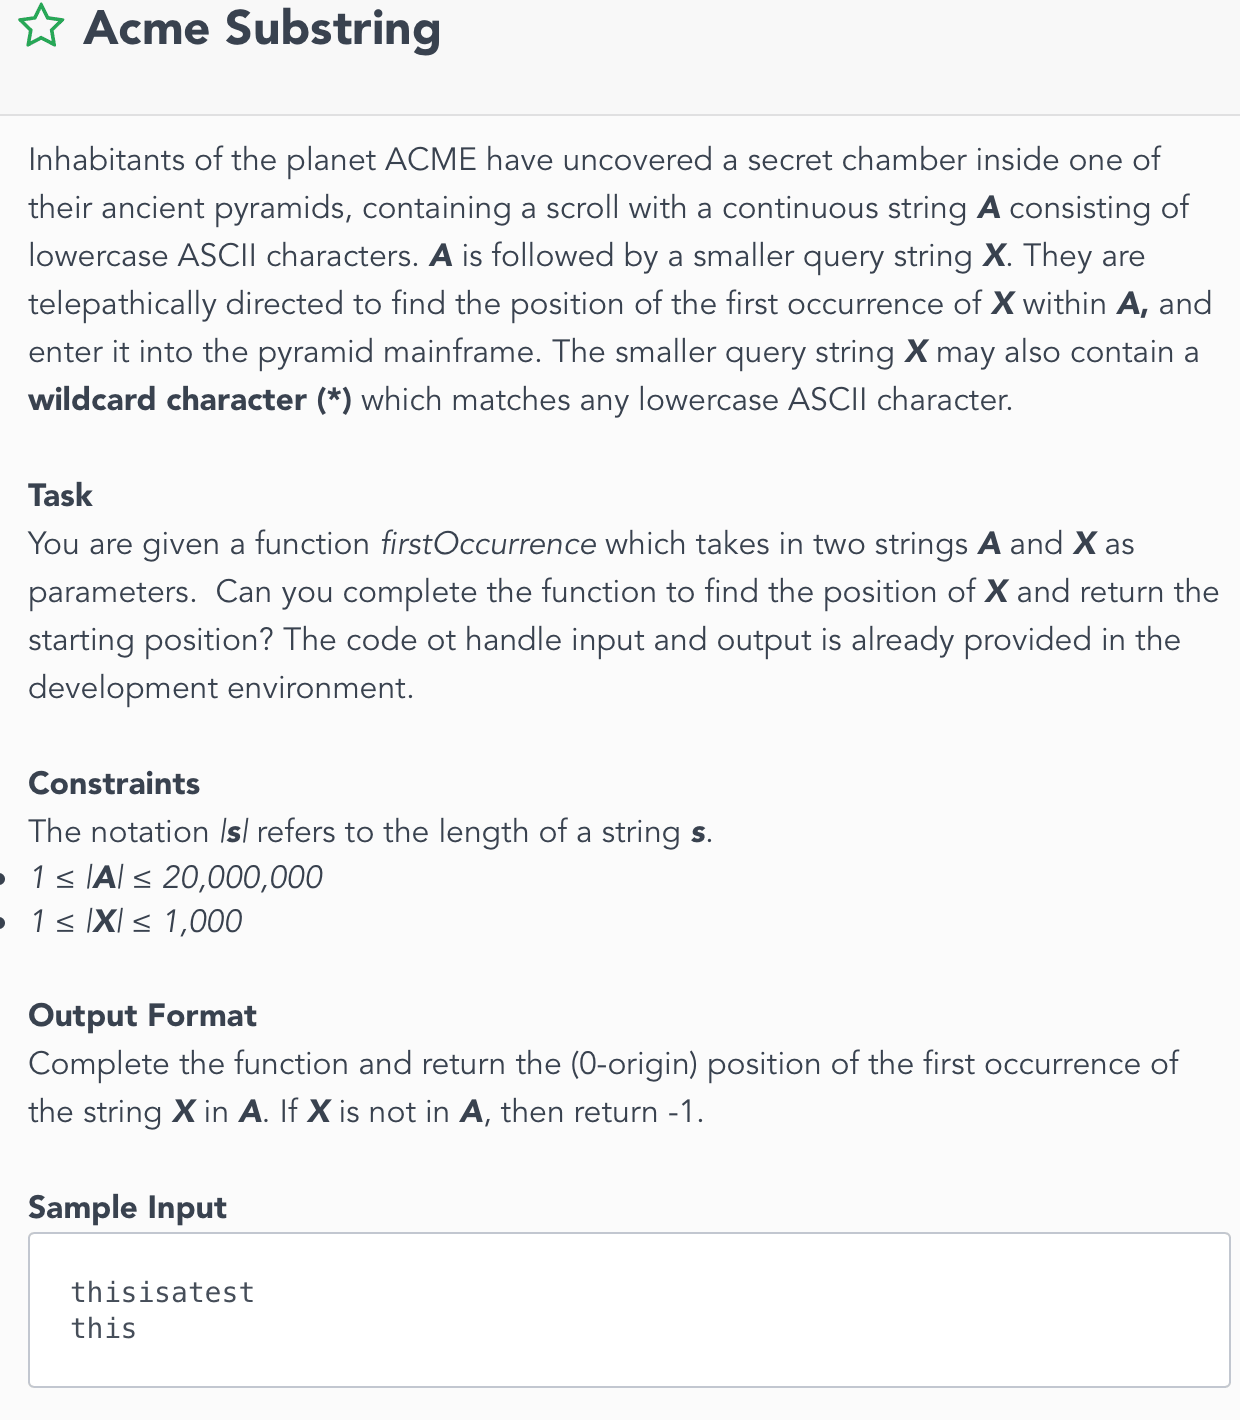 Acme Substring
Inhabitants of the planet ACME have uncovered a secret chamber inside one of
their ancient pyramids, containing a scroll with a continuous string A consisting of
lowercase ASCII characters. A is followed by a smaller query string X. They are
telepathically directed to find the position of the first occurrence of X within A, and
enter it into the pyramid mainframe. The smaller query string X may also contain a
wildcard character (*) which matches any lowercase ASCII character.
Task
You are given a function firstOccurrence which takes in two strings A and X as
parameters.  Can you complete the function to find the position of X and return the
starting position? The code ot handle input and output is already provided in the
development environment.
Constraints
The notation |s| refers to the length of a string s.
• 1 ≤ |A| ≤ 20,000,000
• 1 ≤ |X| ≤ 1,000
Output Format
Complete the function and return the (0-origin) position of the first occurrence of
the string X in A. If X is not in A, then return -1.
Sample Input
thisisatest
this